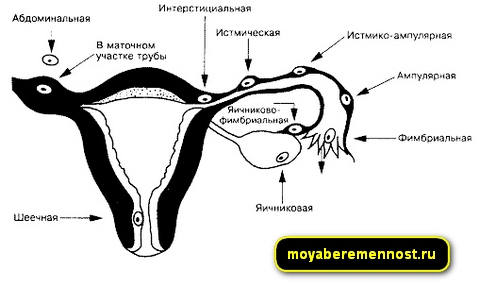 Абдоминальная
В маточном
участке трубы
Интерстициальная
Истмическая
Истмико-ампулярная
Ампулярная
Яичниково-
фимбриальная
Фимбриальная
Яичниковая
Шеечная
moyaberemennost.ru